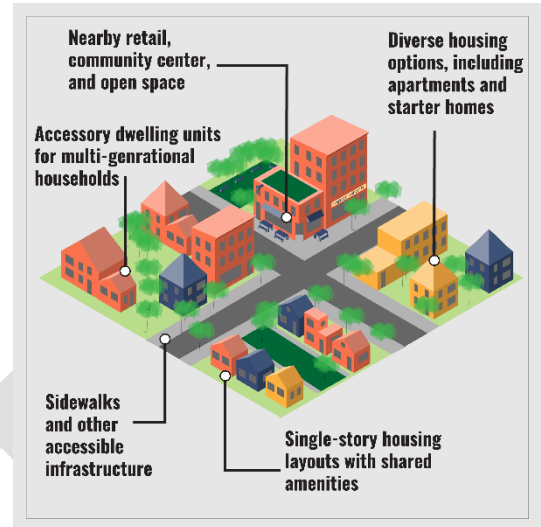 Nearby retail,
community center,
and open space
Diverse housing
options, including
apartments and
starter homes
Accessory dwelling units
for multi-genrational
households
Sidewalks
and other
accessible
infrastructure
Single-story housing
layouts with shared
amenities